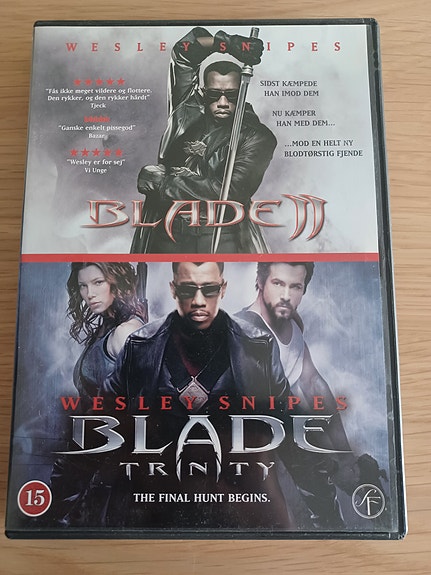 WESLEY SNIPES
"Fås ikke meget vildere og flottere.
Den rykker, og den rykker hårdt"
Tjeck
"Ganske enkelt pissegod"
Bazar
"Wesley er for sej"
Vi Unge
SIDST KÆMPEDE
HAN IMOD DEM
NU KÆMPER
HAN MED DEM...
...MOD EN HELT NY
BLODTØRSTIG FJENDE
BLADE II
WESLEY SNIPES
BLADE
TRINITY
THE FINAL HUNT BEGINS.
15
SF